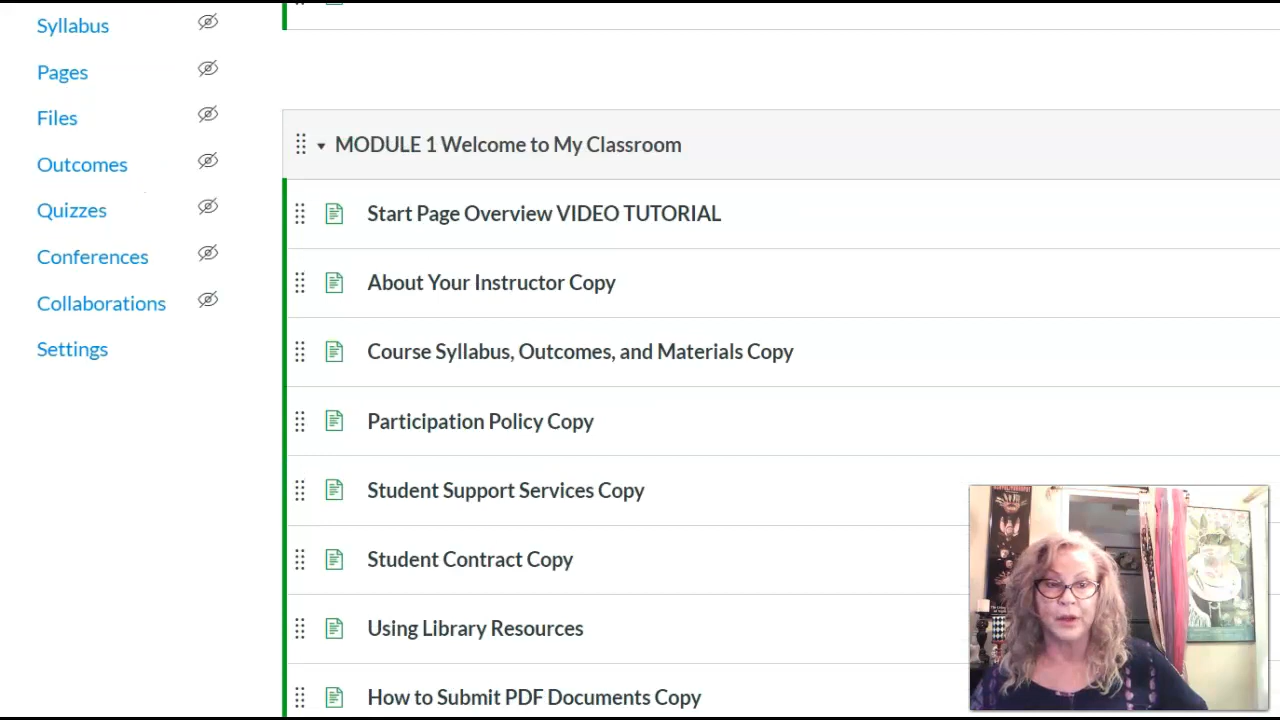 Syllabus
Pages
Files
Outcomes
Quizzes
Conferences
Collaborations
Settings
MODULE 1 Welcome to My Classroom
Start Page Overview VIDEO TUTORIAL
About Your Instructor Copy
Course Syllabus, Outcomes, and Materials Copy
Participation Policy Copy
Student Support Services Copy
Student Contract Copy
Using Library Resources
How to Submit PDF Documents Copy